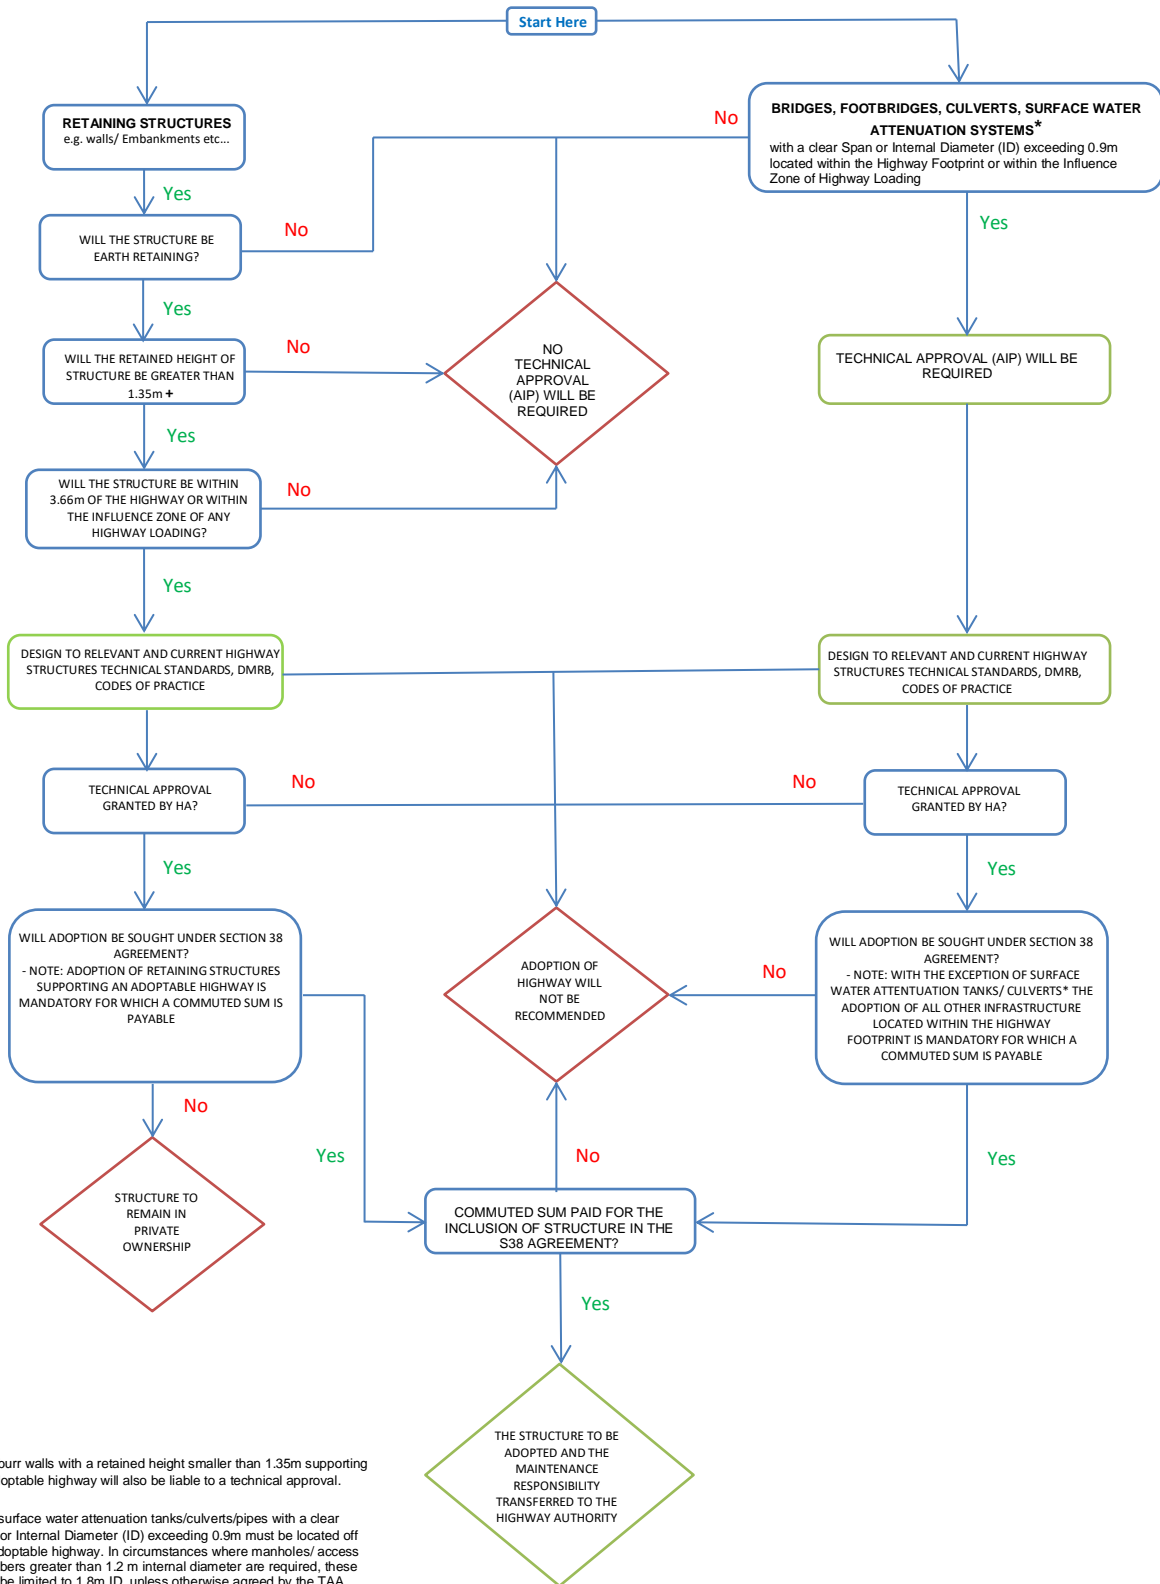 Start Here
RETAINING STRUCTURES
e.g. walls/ Embankments etc...
No
BRIDGES, FOOTBRIDGES, CULVERTS, SURFACE WATER
ATTENUATION SYSTEMS*
with a clear Span or Internal Diameter (ID) exceeding 0.9m
located within the Highway Footprint or within the Influence
Zone of Highway Loading
Yes
WILL THE STRUCTURE BE
EARTH RETAINING?
No
Yes
Yes
WILL THE RETAINED HEIGHT OF
STRUCTURE BE GREATER THAN
1.35m +
No
NO
TECHNICAL
APPROVAL
(AIP) WILL BE
REQUIRED
TECHNICAL APPROVAL (AIP) WILL BE
REQUIRED
Yes
WILL THE STRUCTURE BE WITHIN
3.66m OF THE HIGHWAY OR WITHIN
THE INFLUENCE ZONE OF ANY
HIGHWAY LOADING?
No
Yes
DESIGN TO RELEVANT AND CURRENT HIGHWAY
STRUCTURES TECHNICAL STANDARDS, DMRB,
CODES OF PRACTICE
DESIGN TO RELEVANT AND CURRENT HIGHWAY
STRUCTURES TECHNICAL STANDARDS, DMRB,
CODES OF PRACTICE
TECHNICAL APPROVAL
GRANTED BY HA?
No
No
TECHNICAL APPROVAL
GRANTED BY HA?
Yes
Yes
WILL ADOPTION BE SOUGHT UNDER SECTION 38
AGREEMENT?
- NOTE: ADOPTION OF RETAINING STRUCTURES
SUPPORTING AN ADOPTABLE HIGHWAY IS
MANDATORY FOR WHICH A COMMUTED SUM IS
PAYABLE
ADOPTION OF
HIGHWAY WILL
NOT BE
RECOMMENDED
No
WILL ADOPTION BE SOUGHT UNDER SECTION 38
AGREEMENT?
- NOTE: WITH THE EXCEPTION OF SURFACE
WATER ATTENTUATION TANKS/ CULVERTS* THE
ADOPTION OF ALL OTHER INFRASTRUCTURE
LOCATED WITHIN THE HIGHWAY
FOOTPRINT IS MANDATORY FOR WHICH A
COMMUTED SUM IS PAYABLE
No
Yes
No
Yes
STRUCTURE TO
REMAIN IN
PRIVATE
OWNERSHIP
COMMUTED SUM PAID FOR THE
INCLUSION OF STRUCTURE IN THE
S38 AGREEMENT?
Yes
THE STRUCTURE TO BE
ADOPTED AND THE
MAINTENANCE
RESPONSIBILITY
TRANSFERRED TO THE
HIGHWAY AUTHORITY
walls with a retained height smaller than 1.35m supporting
highway will also be liable to a technical approval.
surface water attenuation tanks/culverts/pipes with a clear
or Internal Diameter (ID) exceeding 0.9m must be located off
highway. In circumstances where manholes/ access
greater than 1.2 m internal diameter are required, these
be limited to 1.8m ID, unless otherwise agreed by the TAA